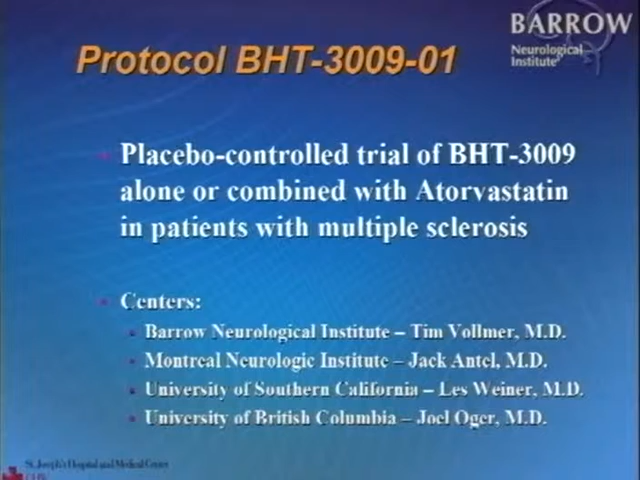 BARROW
Neurological
Institute
Protocol BHT-3009-01
Placebo-controlled trial of BHT-3009
alone or combined with Atorvastatin
in patients with multiple sclerosis
Centers:
Barrow Neurological Institute – Tim Vollmer, M.D.
Montreal Neurologic Institute – Jack Antel, M.D.
University of Southern California – Les Weiner, M.D.
University of British Columbia – Joel Oger, M.D.
St. Joseph's Hospital and Medical Center
CHW